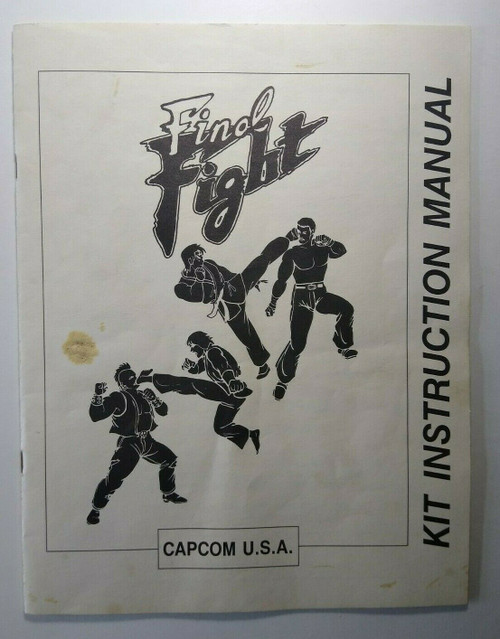 Final
Fight
KIT INSTRUCTION MANUAL
CAPCOM U.S.A.